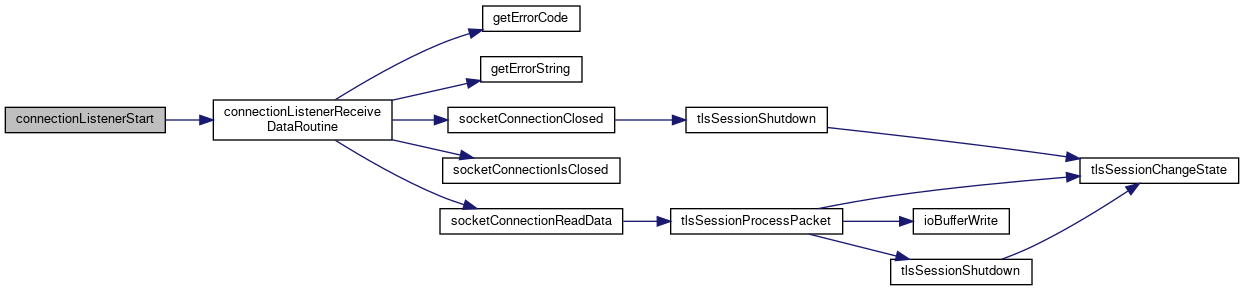 getErrorCode
getErrorString
connectionListenerStart
connectionListenerReceive
DataRoutine
socketConnectionClosed
tlsSessionShutdown
socketConnectionIsClosed
tlsSessionChangeState
socketConnectionReadData
tlsSessionProcessPacket
ioBufferWrite
tlsSessionShutdown